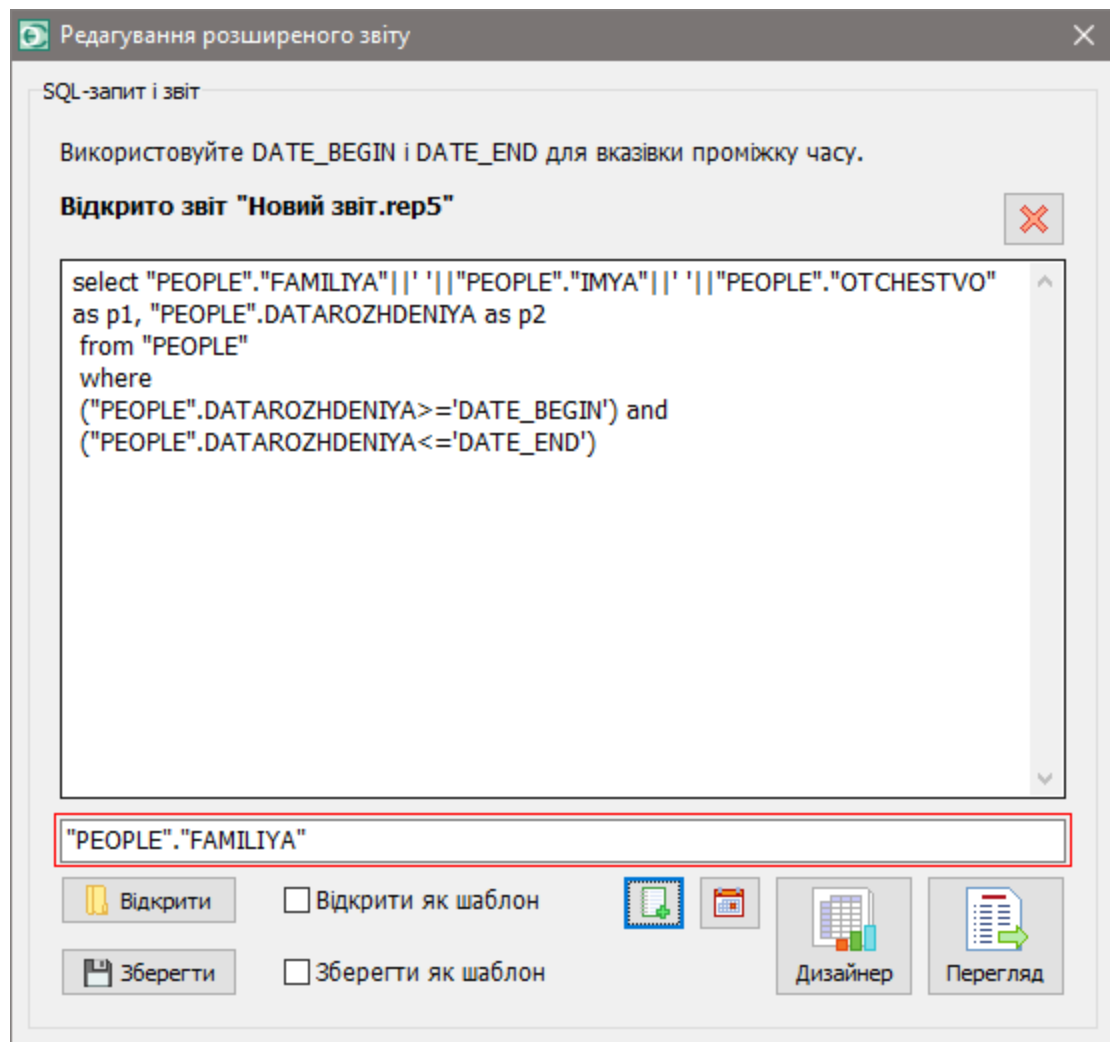 Редагування розширеного звіту
SQL-запит і звіт
Використовуйте DATE_BEGIN і DATE_END для вказівки проміжку часу.
Відкрито звіт "Новий звіт.rep5"
select "PEOPLE"."FAMILIYA"||' '||"PEOPLE"."IMYA"||' '||"PEOPLE"."OTCHESTVO"
as p1, "PEOPLE".DATAROZHDENIYA as p2
from "PEOPLE"
where
("PEOPLE".DATAROZHDENIYA>='DATE_BEGIN') and
("PEOPLE".DATAROZHDENIYA<='DATE_END')
"PEOPLE"."FAMILIYA"
Відкрити
Відкрити як шаблон
Зберегти
Зберегти як шаблон
Дизайнер
Перегляд